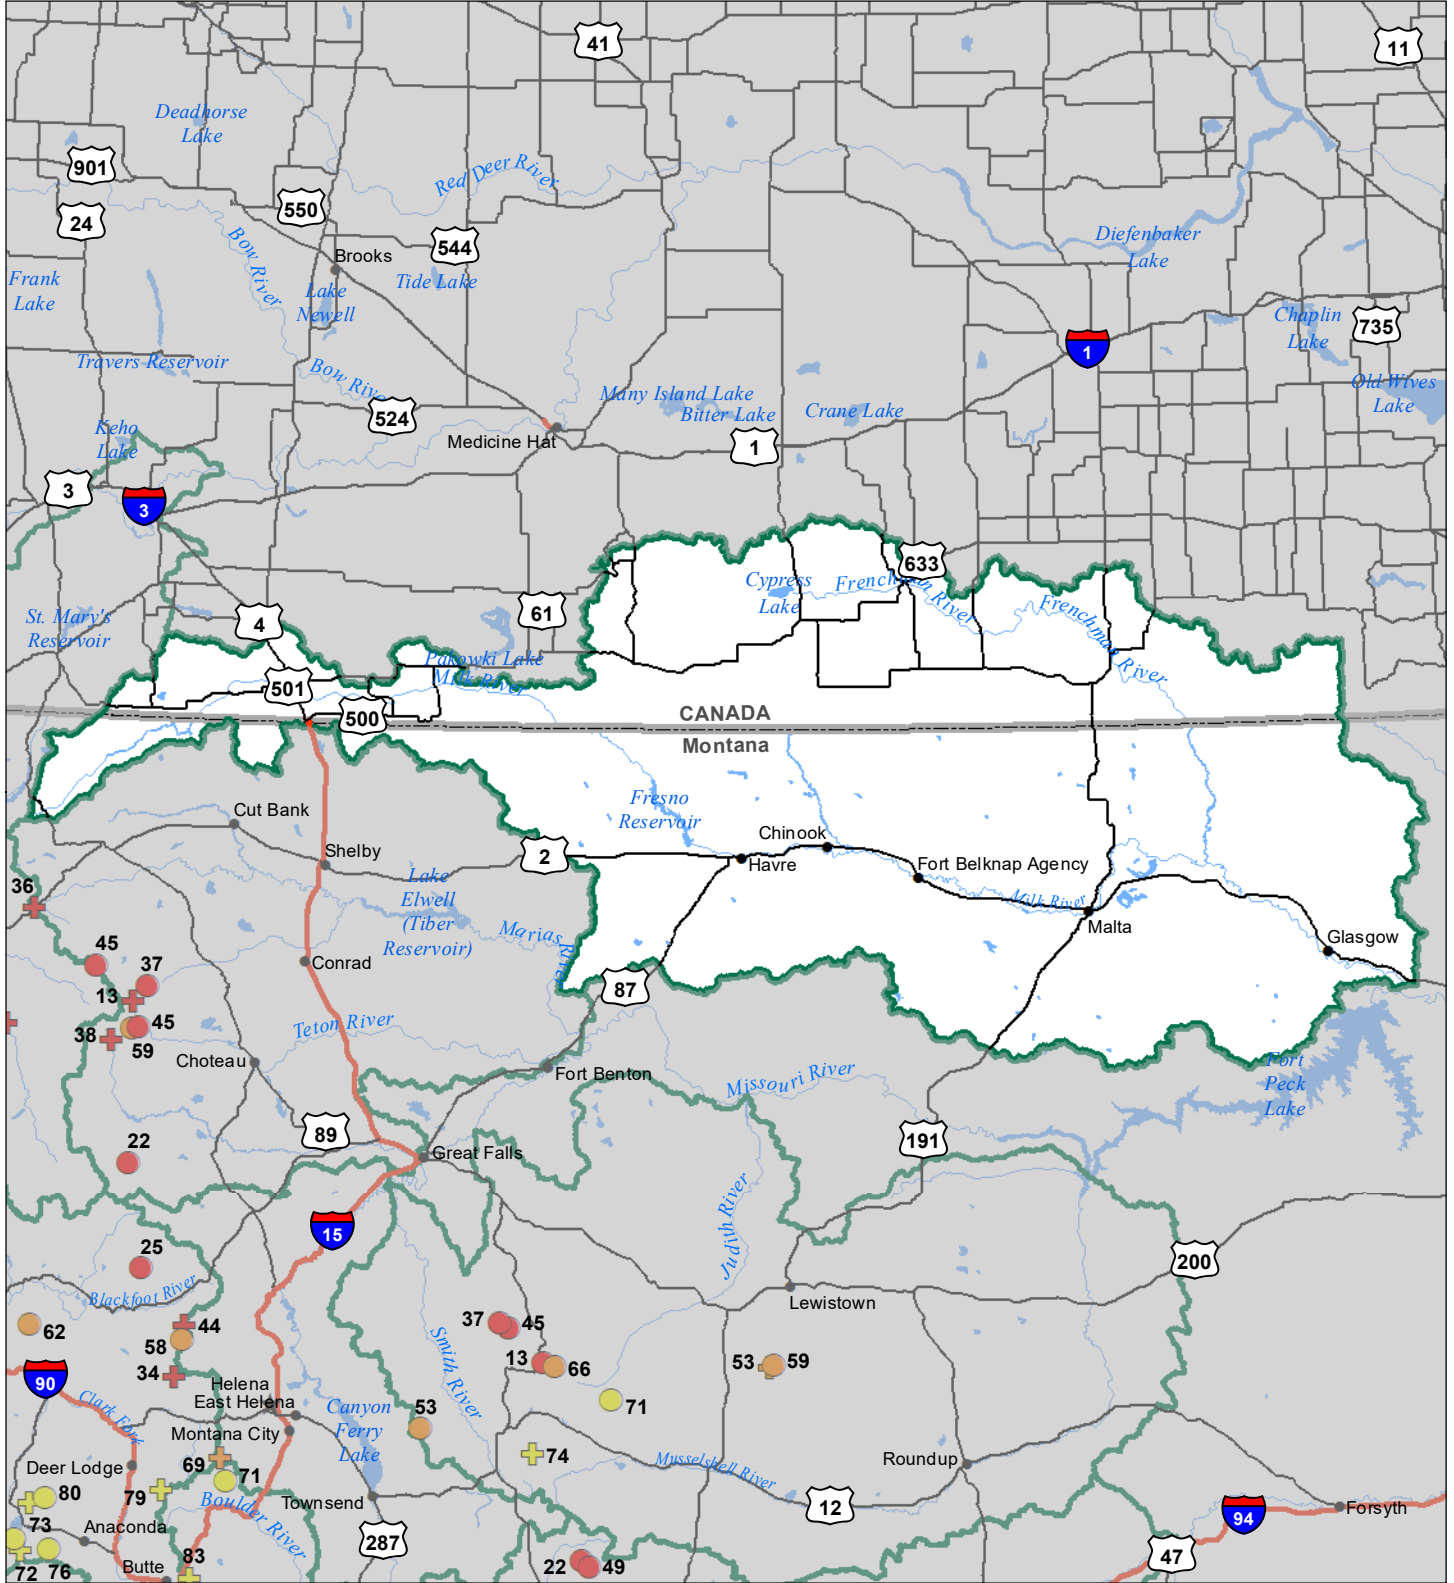 41
11
Deadhorse
Lake
901
Red Deer River
550
24
Bow River
544
Diefenbaker
Lake
Brooks
Frank
Lake
Tide Lake
Lake
Newell
Chaplin
Lake
735
1
Travers Reservoir
Bow River
Many Island Lake
Bitter Lake
Crane Lake
Old Wives
Lake
524
Keho
Lake
Medicine Hat
1
3
3
633
Cypress
Lake
Frenchman River
Frenchman River
61
St. Mary's
Reservoir
4
Pakowki Lake
Milk River
501
500
CANADA
Montana
Fresno
Reservoir
Cut Bank
Chinook
Shelby
2
Havre
Fort Belknap Agency
Lake
Elwell
(Tiber
Reservoir)
36
Milk River
Malta
Marias River
Glasgow
45
37
Conrad
13
87
38
45
59
Teton River
Choteau
Fort Benton
Missouri River
Fort
Peck
Lake
89
191
22
Great Falls
Judith River
15
200
25
Blackfoot River
Lewistown
62
44
58
37
45
Smith River
34
13
66
53
59
90
Helena
East Helena
Clark Fork
Canyon
Ferry
Lake
53
71
Montana City
69
74
Musselshell River
Roundup
Deer Lodge
71
80
79
Boulder River
Townsend
12
94
Forsyth
73
Anaconda
287
47
72
76
Butte
83
22
49